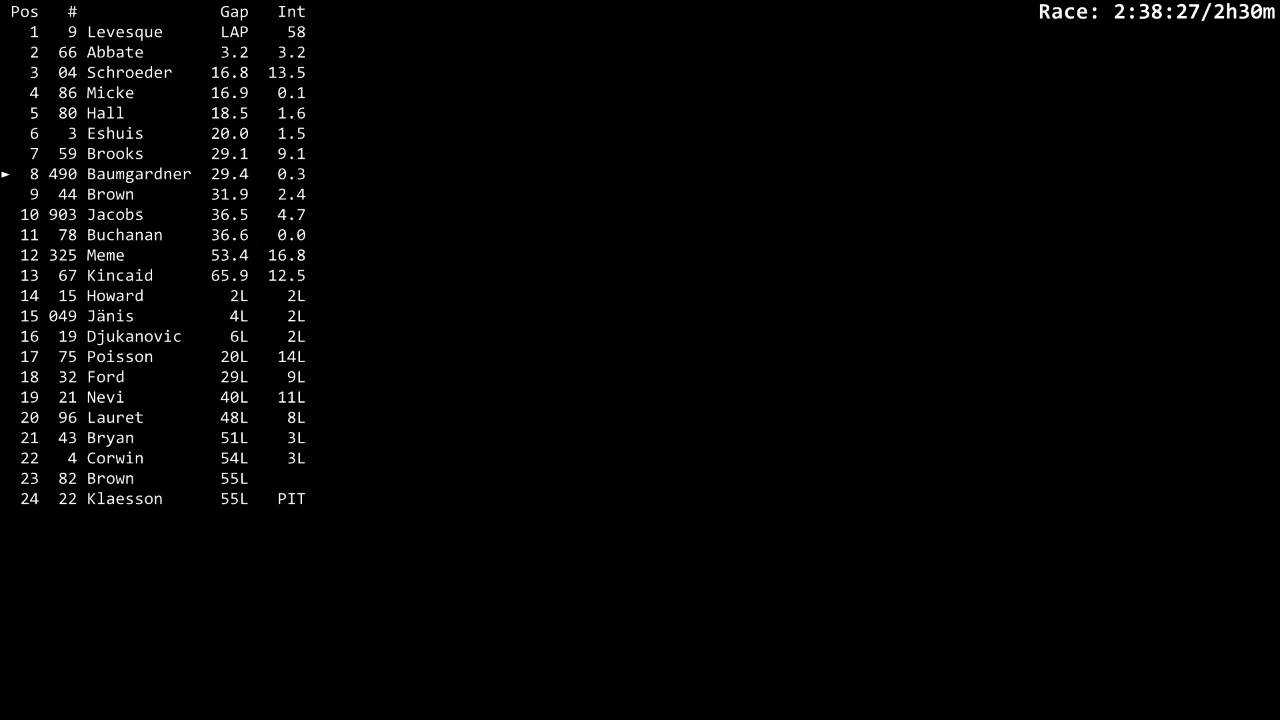 Pos # Gap Int
Race: 2:38:27/2h30m
1 9 Levesque LAP 58
2 66 Abbate 3.2 3.2
3 04 Schroeder 16.8 13.5
4 86 Micke 16.9 0.1
5 80 Hall 18.5 1.6
6 3 Eshuis 20.0 1.5
7 59 Brooks 29.1 9.1
► 8 490 Baumgardner 29.4 0.3
9 44 Brown 31.9 2.4
10 903 Jacobs 36.5 4.7
11 78 Buchanan 36.6 0.0
12 325 Meme 53.4 16.8
13 67 Kincaid 65.9 12.5
14 15 Howard 2L 2L
15 049 Jänis 4L 2L
16 19 Djukanovic 6L 2L
17 75 Poisson 20L 14L
18 32 Ford 29L 9L
19 21 Nevi 40L 11L
20 96 Lauret 48L 8L
21 43 Bryan 51L 3L
22 4 Corwin 54L 3L
23 82 Brown 55L
24 22 Klaesson 55L PIT